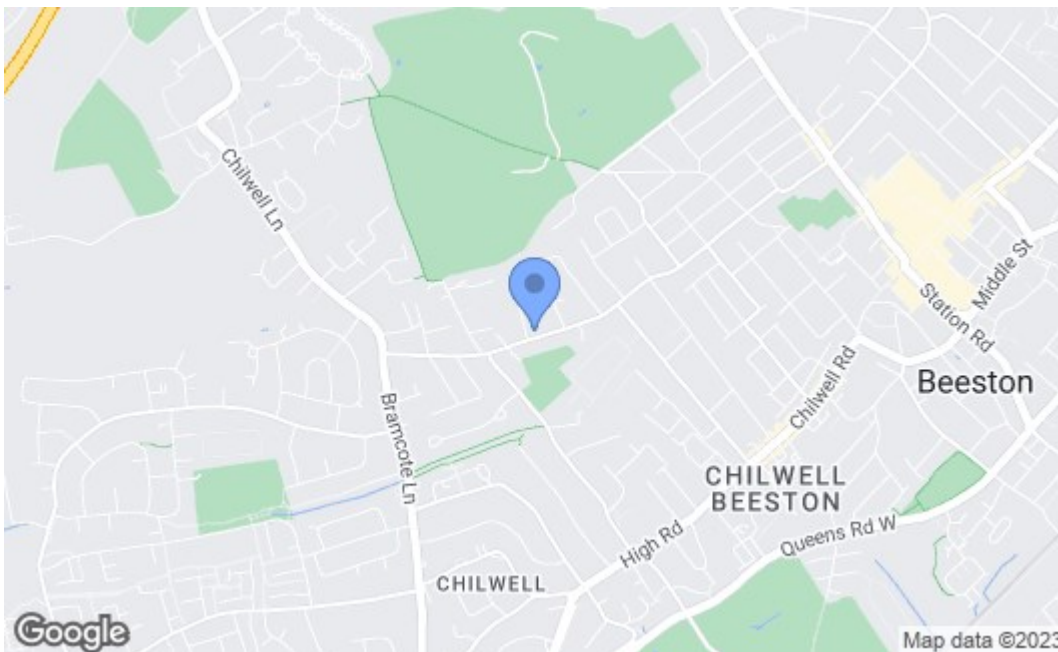 Chilwell Ln
Middle St
Station Rd
Beeston
Chilwell Rd
Bramcote Ln
CHILWELL
BEESTON
Queens Rd W
High Rd
CHILWELL
Google
Map data ©2023